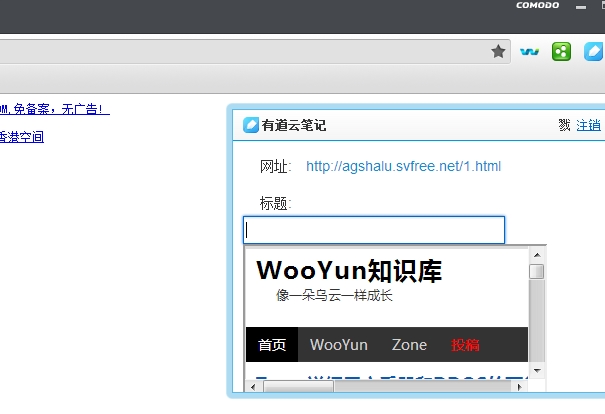 COMODO
OM,免备案，无广告！
香港空间
有道云笔记
戮 注销
网址: http://agshalu.svfree.net/1.html
标题:
WooYun知识库
像一朵乌云一样成长
首页 WooYun Zone 投稿